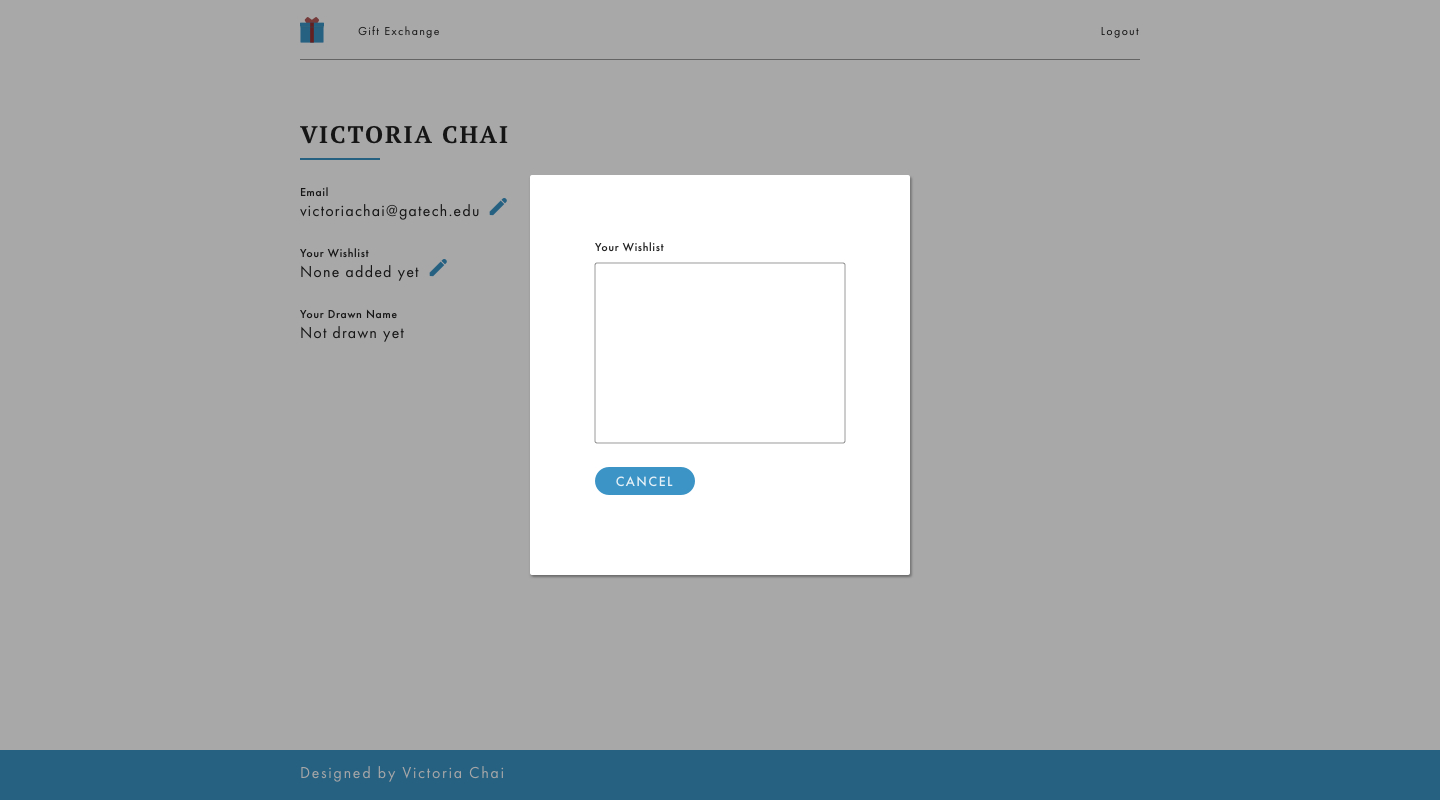 Gift Exchange
Logout
VICTORIA CHAI
Email
victoriachai@gatech.edu
Your Wishlist
None added yet
Your Drawn Name
Not drawn yet
Your Wishlist
CANCEL
Designed by Victoria Chai